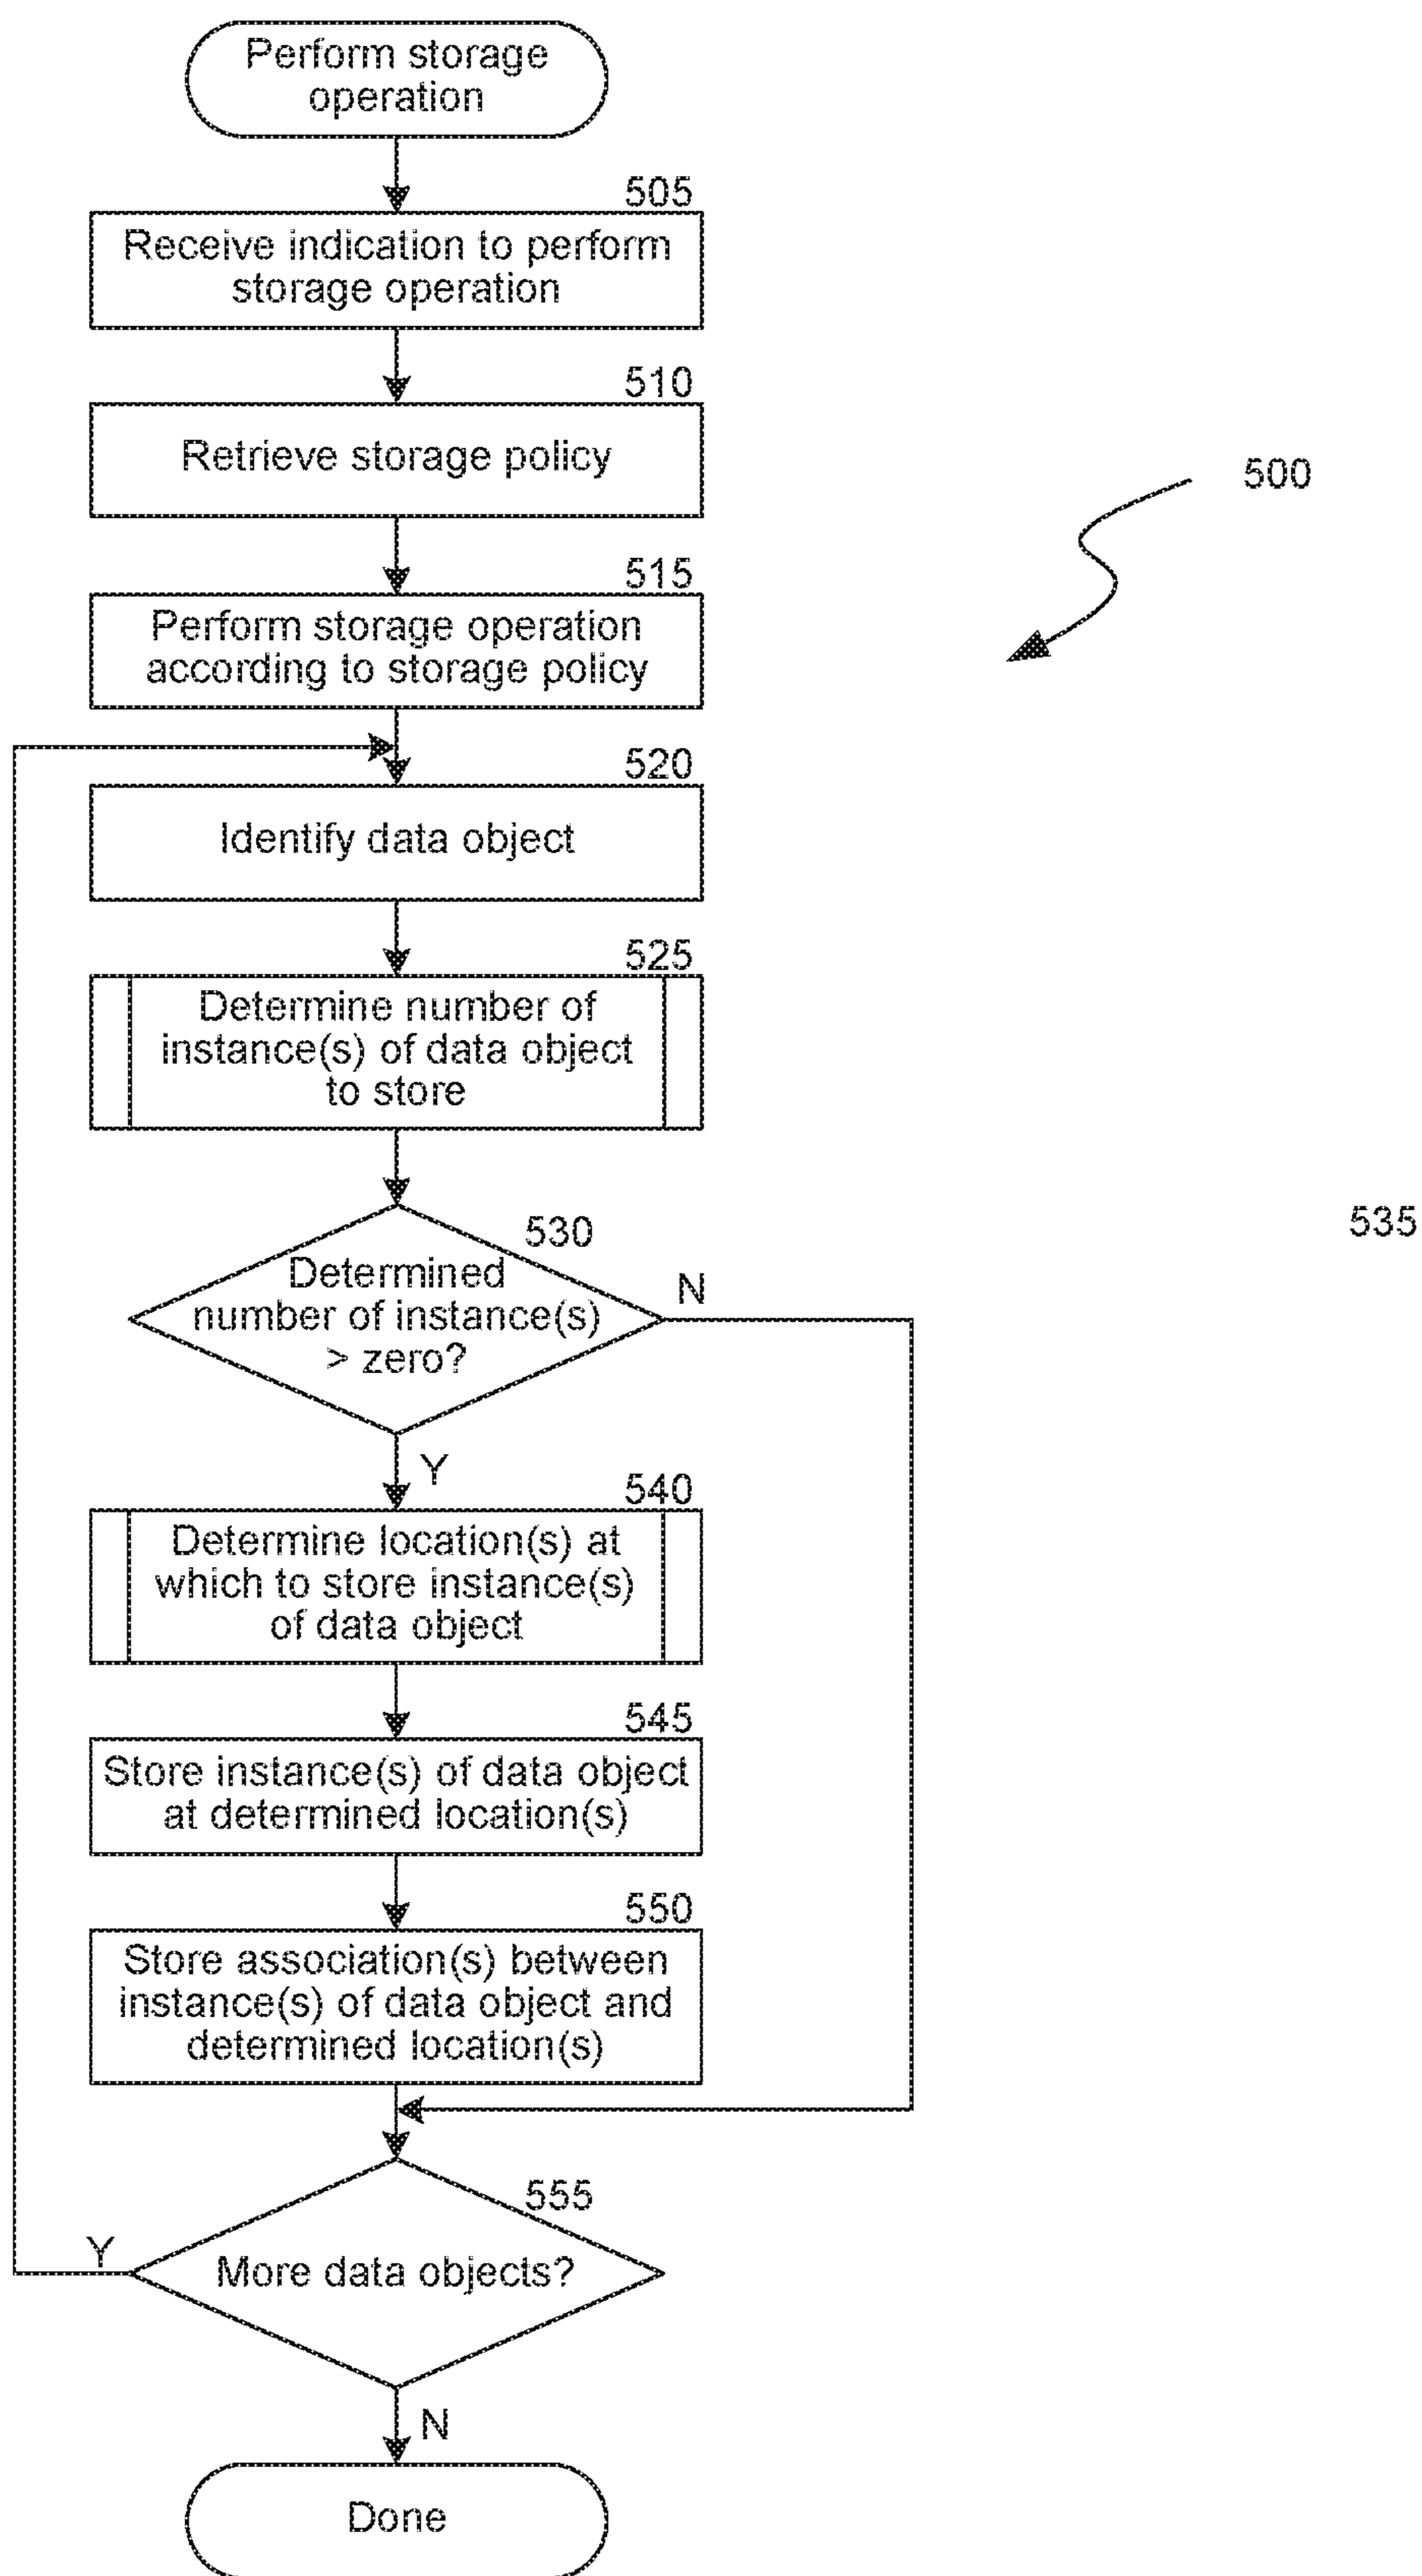 Perform storage
operation
505
Receive indication to perform
storage operation
510
Retrieve storage policy
500
515
Perform storage operation
according to storage policy
520
Identify data object
525
Determine number of
instance(s) of data object
to store
530
535
Determined
number of instance(s)
> zero?
N
Y
540
Determine location(s) at
which to store instance(s)
of data object
545
Store instance(s) of data object
at determined location(s)
550
Store association(s) between
instance(s) of data object and
determined location(s)
555
Y
More data objects?
N
Done